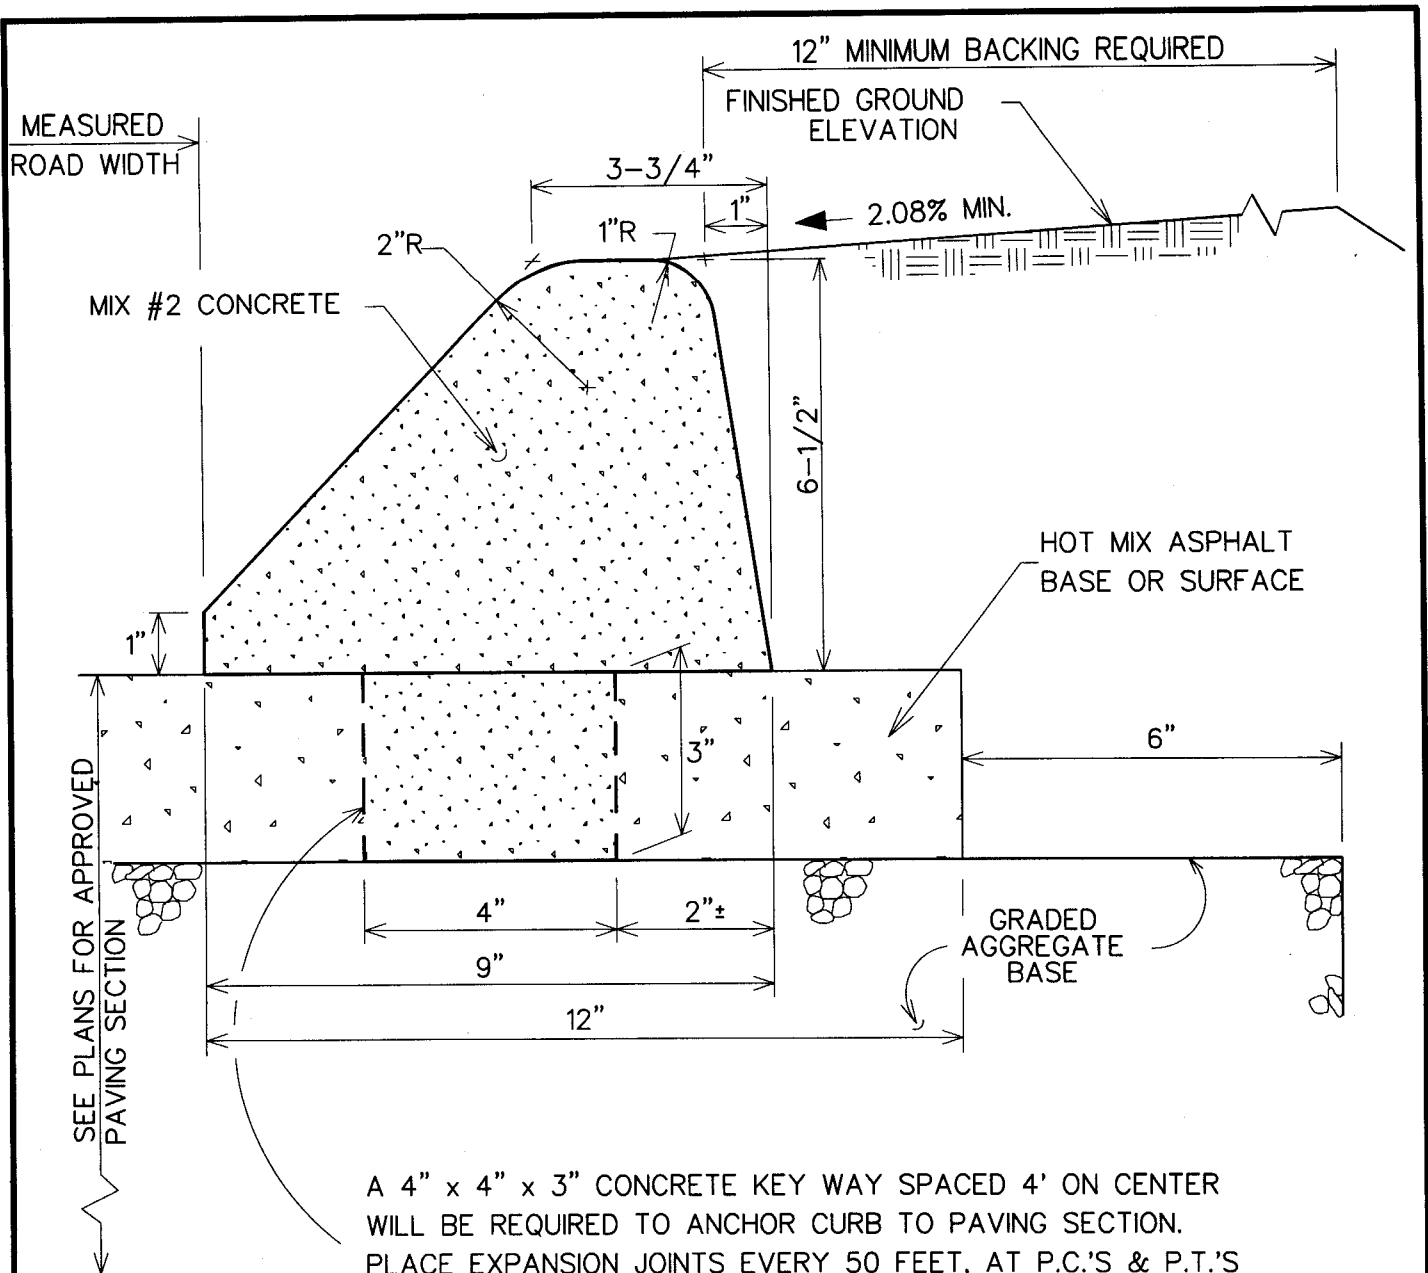 12” MINIMUM BACKING REQUIRED
FINISHED GROUND
ELEVATION
MEASURED
ROAD WIDTH
3–3/4”
1”
2.08% MIN.
2”R
1”R
MIX #2 CONCRETE
6–1/2”
HOT MIX ASPHALT
BASE OR SURFACE
1”
3”
6”
SEE PLANS FOR APPROVED
PAVING SECTION
4”
2”±
GRADED
AGGREGATE
BASE
9”
12”
A 4” x 4” x 3” CONCRETE KEY WAY SPACED 4' ON CENTER
WILL BE REQUIRED TO ANCHOR CURB TO PAVING SECTION.
PLACE EXPANSION JOINTS EVERY 50 FEET, AT P.C.'S & P.T.'S